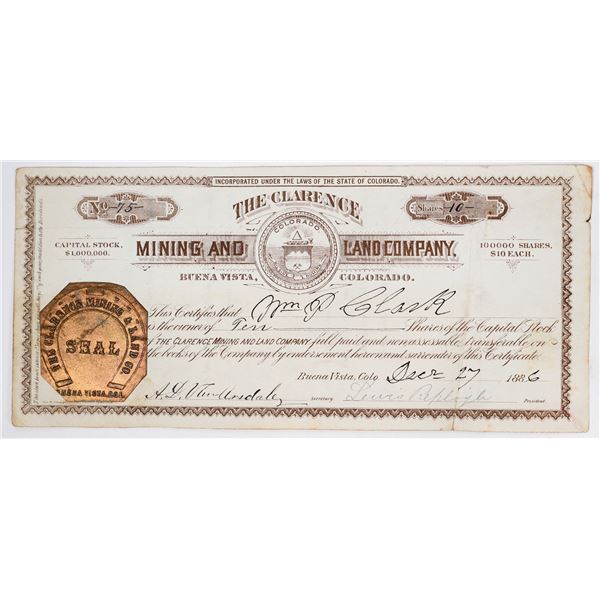 INCORPORATED UNDER THE LAWS OF THE STATE OF COLORADO.
No 75
THE CLARENCE
Shares 10
COLORADO
CAPITAL STOCK,
$1,000,000.
MINING AND LAND COMPANY.
100000 SHARES,
$10 EACH.
BUENA VISTA, COLORADO.
This Certifies that Wm P Clark
is the owner of Ten Shares of the Capital Stock
of THE CLARENCE MINING AND LAND COMPANY full paid and non assessable, transferable on
the books of the Company by endorsement hereon and surrender of this Certificate.
Buena Vista, Colo Decr 27 1886
A. L. Van Arsdale Secretary Lewis President
THE CLARENCE MINING & LAND CO.
SEAL
BUENA VISTA, COL.